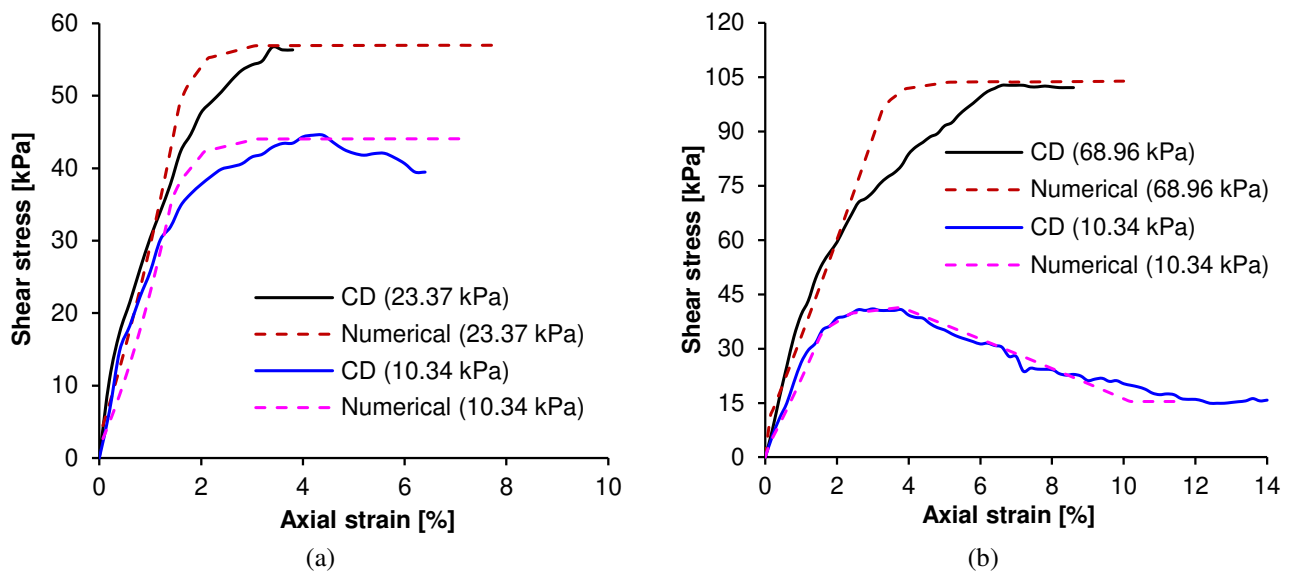 60
50
40
30
20
10
0
Shear stress [kPa]
CD (23.37 kPa)
Numerical (23.37 kPa)
CD (10.34 kPa)
Numerical (10.34 kPa)
0 2 4 6 8 10
Axial strain [%]
(a)
120
105
90
75
60
45
30
15
0
Shear stress [kPa]
CD (68.96 kPa)
Numerical (68.96 kPa)
CD (10.34 kPa)
Numerical (10.34 kPa)
0 2 4 6 8 10 12 14
Axial strain [%]
(b)